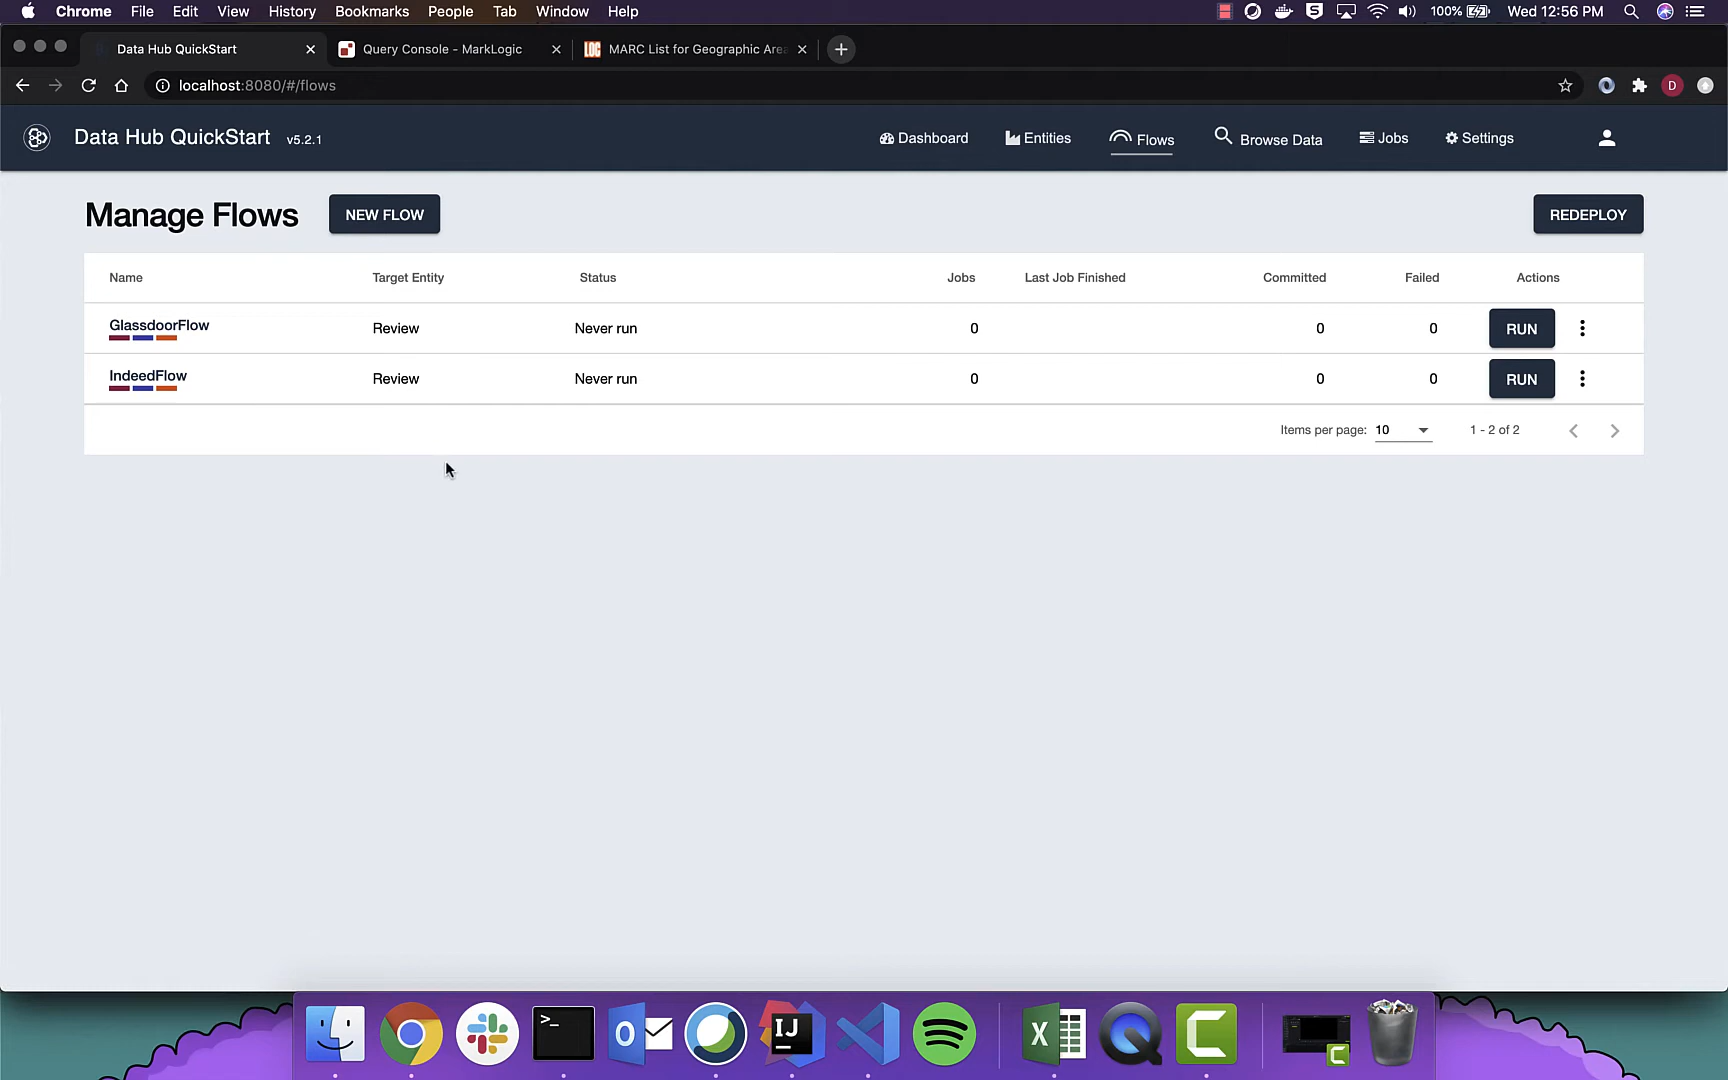 Chrome File Edit View History Bookmarks People Tab Window Help 100% Wed 12:56 PM
Data Hub QuickStart Query Console - MarkLogic LOC MARC List for Geographic Area
localhost:8080/#/flows D
Data Hub QuickStart v5.2.1 Dashboard Entities Flows Browse Data Jobs Settings
Manage Flows NEW FLOW REDEPLOY
Name Target Entity Status Jobs Last Job Finished Committed Failed Actions
GlassdoorFlow Review Never run 0 0 0 RUN
IndeedFlow Review Never run 0 0 0 RUN
Items per page: 10 1 - 2 of 2
>_ O IJ X C
C